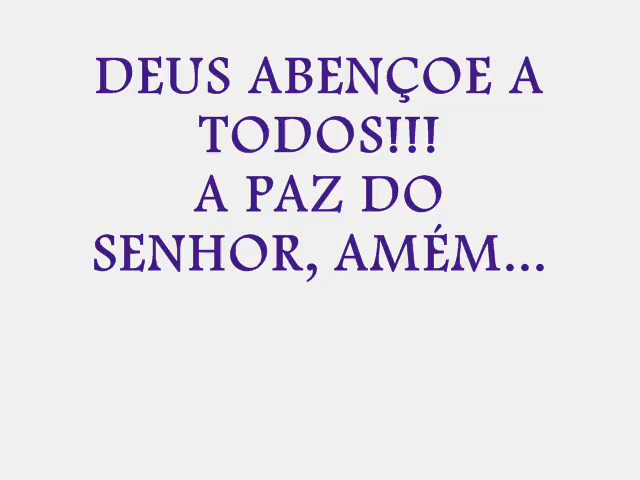 DEUS ABENÇOE A
TODOS!!!
A PAZ DO
SENHOR, AMÉM...